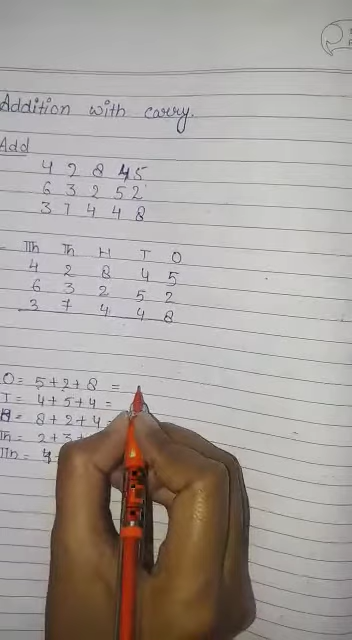 Addition with carry.
Add
4 2 8 4 5
6 3 2 5 2
3 7 4 4 8
TTh Th H T O
4 2 8 4 5
6 3 2 5 2
3 7 4 4 8
O = 5+2+8 =
T = 4+5+4 =
H = 8+2+4
Th = 2+3+
TTh = 4